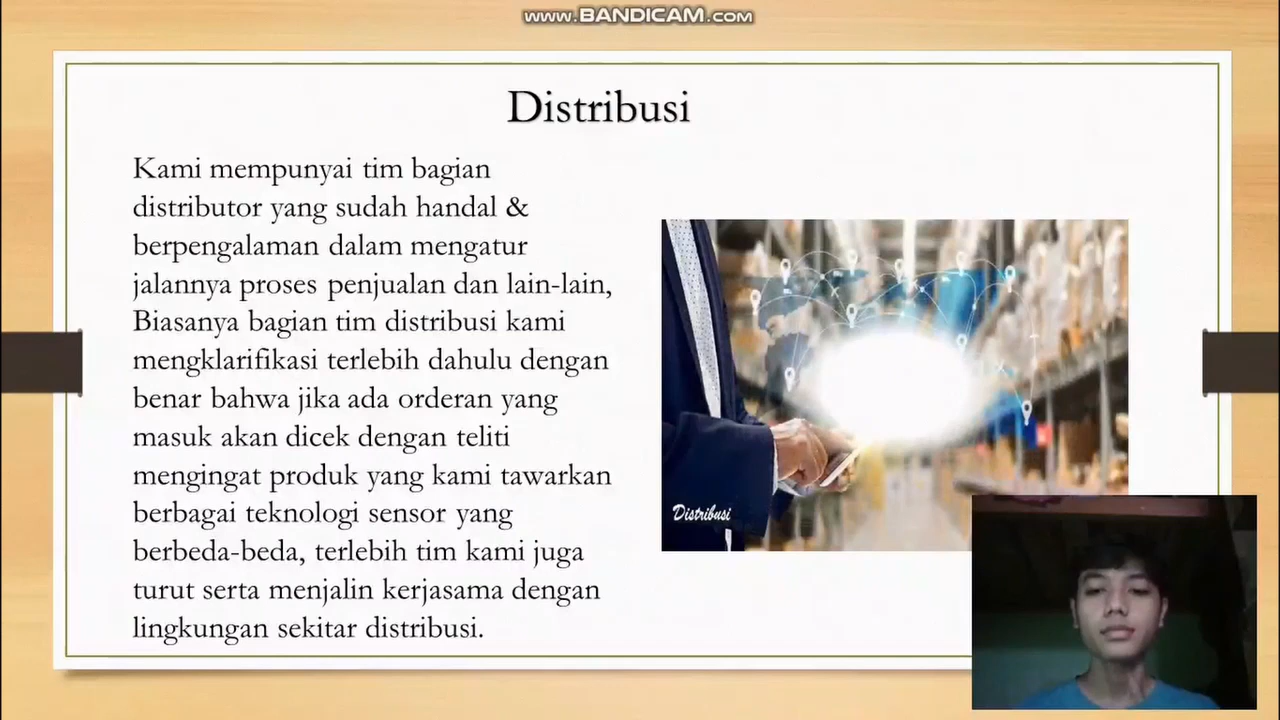 www.BANDICAM.com
Distribusi
Kami mempunyai tim bagian
distributor yang sudah handal &
berpengalaman dalam mengatur
jalannya proses penjualan dan lain-lain,
Biasanya bagian tim distribusi kami
mengklarifikasi terlebih dahulu dengan
benar bahwa jika ada orderan yang
masuk akan dicek dengan teliti
mengingat produk yang kami tawarkan
berbagai teknologi sensor yang
berbeda-beda, terlebih tim kami juga
turut serta menjalin kerjasama dengan
lingkungan sekitar distribusi.
Distribusi